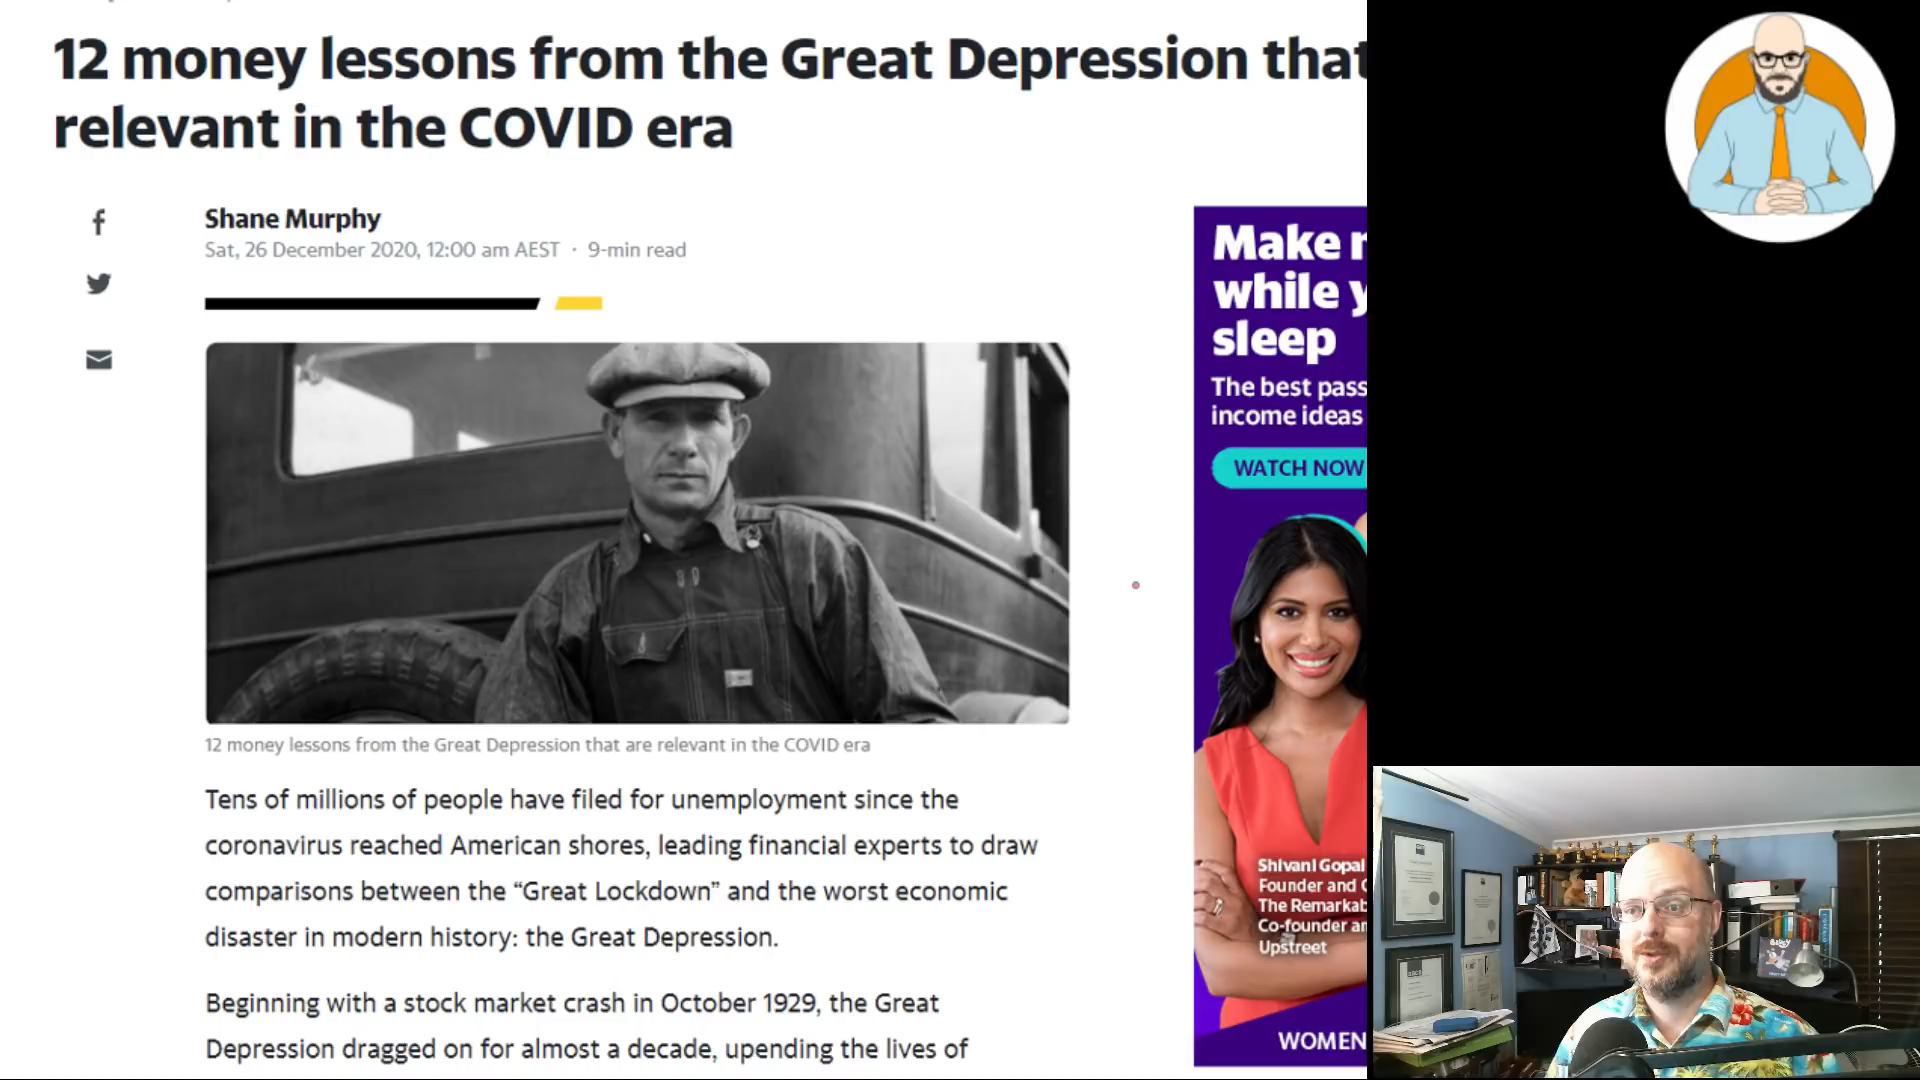 12 money lessons from the Great Depression that
relevant in the COVID era
Shane Murphy
Sat, 26 December 2020, 12:00 am AEST · 9-min read
12 money lessons from the Great Depression that are relevant in the COVID era
Tens of millions of people have filed for unemployment since the
coronavirus reached American shores, leading financial experts to draw
comparisons between the “Great Lockdown” and the worst economic
disaster in modern history: the Great Depression.
Beginning with a stock market crash in October 1929, the Great
Depression dragged on for almost a decade, upending the lives of
Make
while y
sleep
The best pass
income ideas
WATCH NOW
Shivani Gopal
Founder and C
The Remarkab
Co-founder an
Upstreet
WOMEN